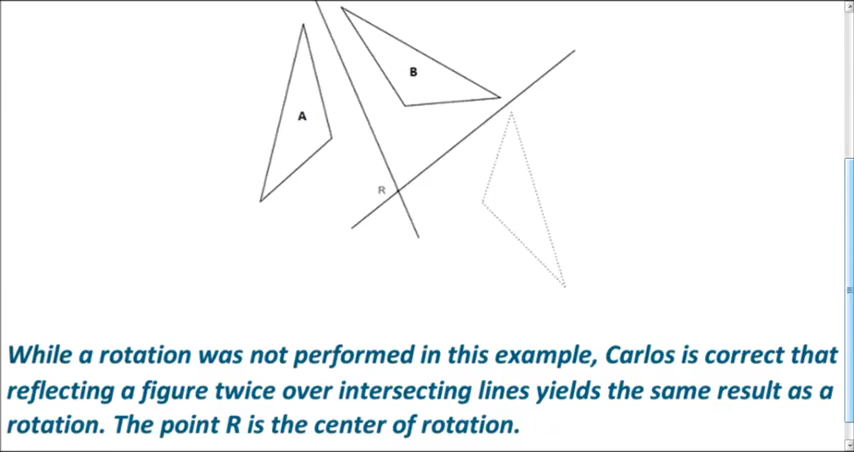 B
A
R
While a rotation was not performed in this example, Carlos is correct that
reflecting a figure twice over intersecting lines yields the same result as a
rotation. The point R is the center of rotation.